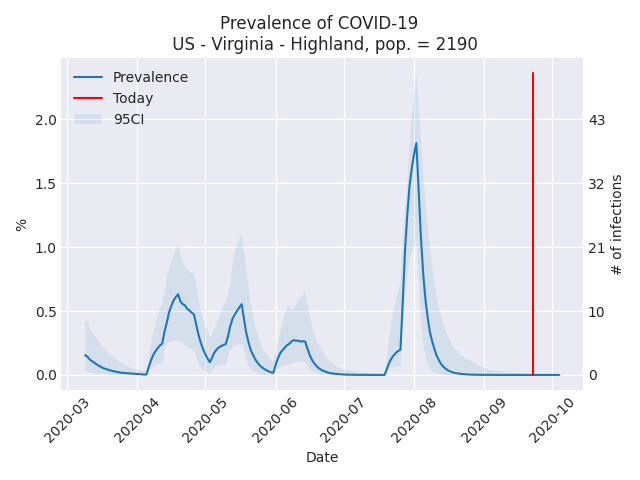 Prevalence of COVID-19
US - Virginia - Highland, pop. = 2190
Prevalence
Today
95CI
2.0
1.5
1.0
0.5
0.0
%
43
32
21
10
0
# of infections
2020-03
2020-04
2020-05
2020-06
2020-07
2020-08
2020-09
2020-10
Date